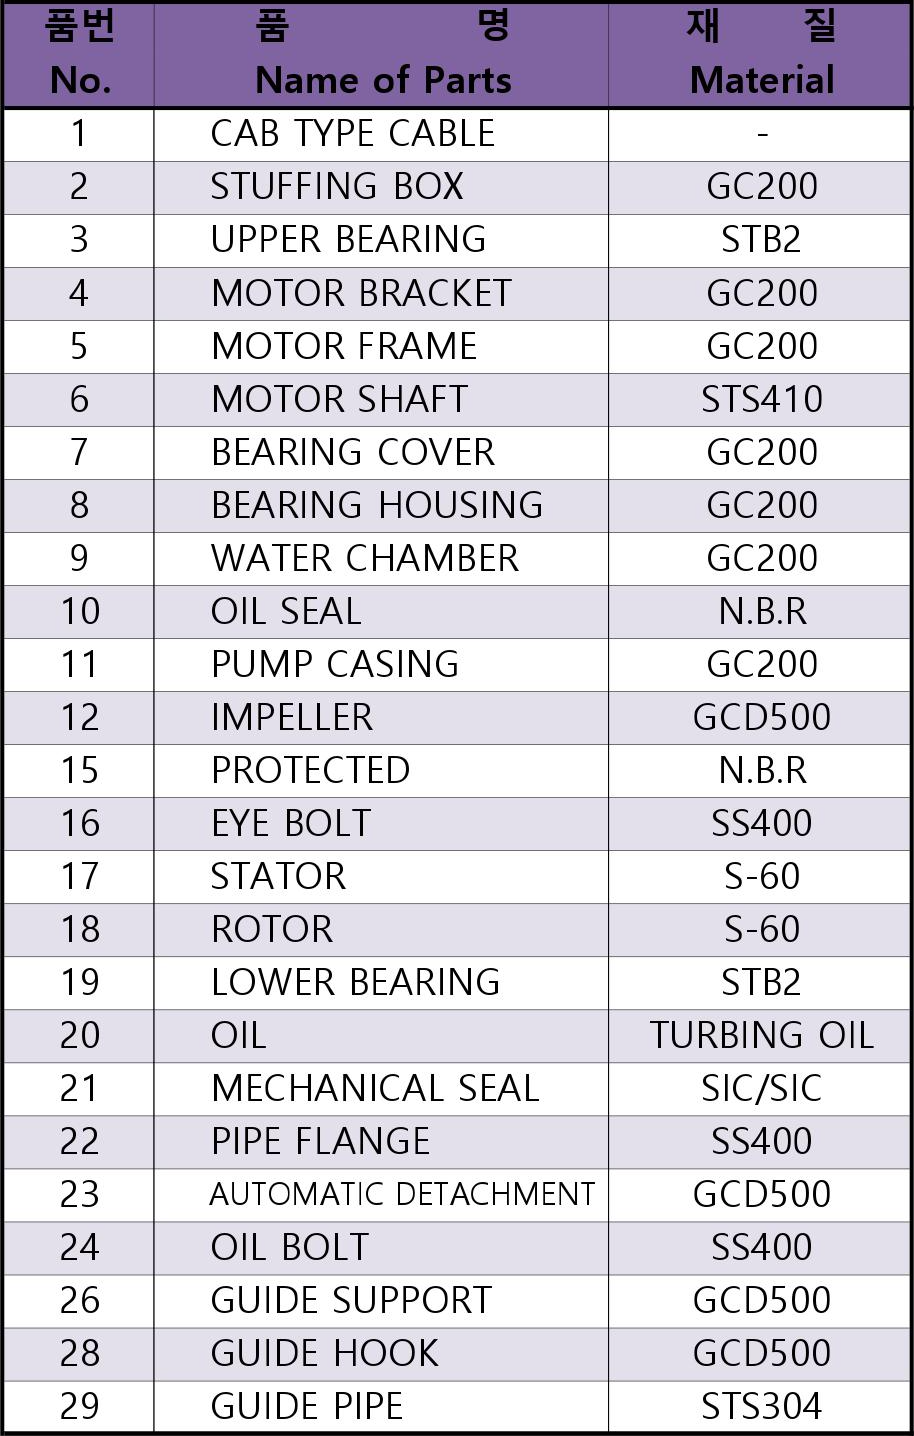 품번 품 명 재 질
No. Name of Parts Material
1 CAB TYPE CABLE -
2 STUFFING BOX GC200
3 UPPER BEARING STB2
4 MOTOR BRACKET GC200
5 MOTOR FRAME GC200
6 MOTOR SHAFT STS410
7 BEARING COVER GC200
8 BEARING HOUSING GC200
9 WATER CHAMBER GC200
10 OIL SEAL N.B.R
11 PUMP CASING GC200
12 IMPELLER GCD500
15 PROTECTED N.B.R
16 EYE BOLT SS400
17 STATOR S-60
18 ROTOR S-60
19 LOWER BEARING STB2
20 OIL TURBING OIL
21 MECHANICAL SEAL SIC/SIC
22 PIPE FLANGE SS400
23 AUTOMATIC DETACHMENT GCD500
24 OIL BOLT SS400
26 GUIDE SUPPORT GCD500
28 GUIDE HOOK GCD500
29 GUIDE PIPE STS304